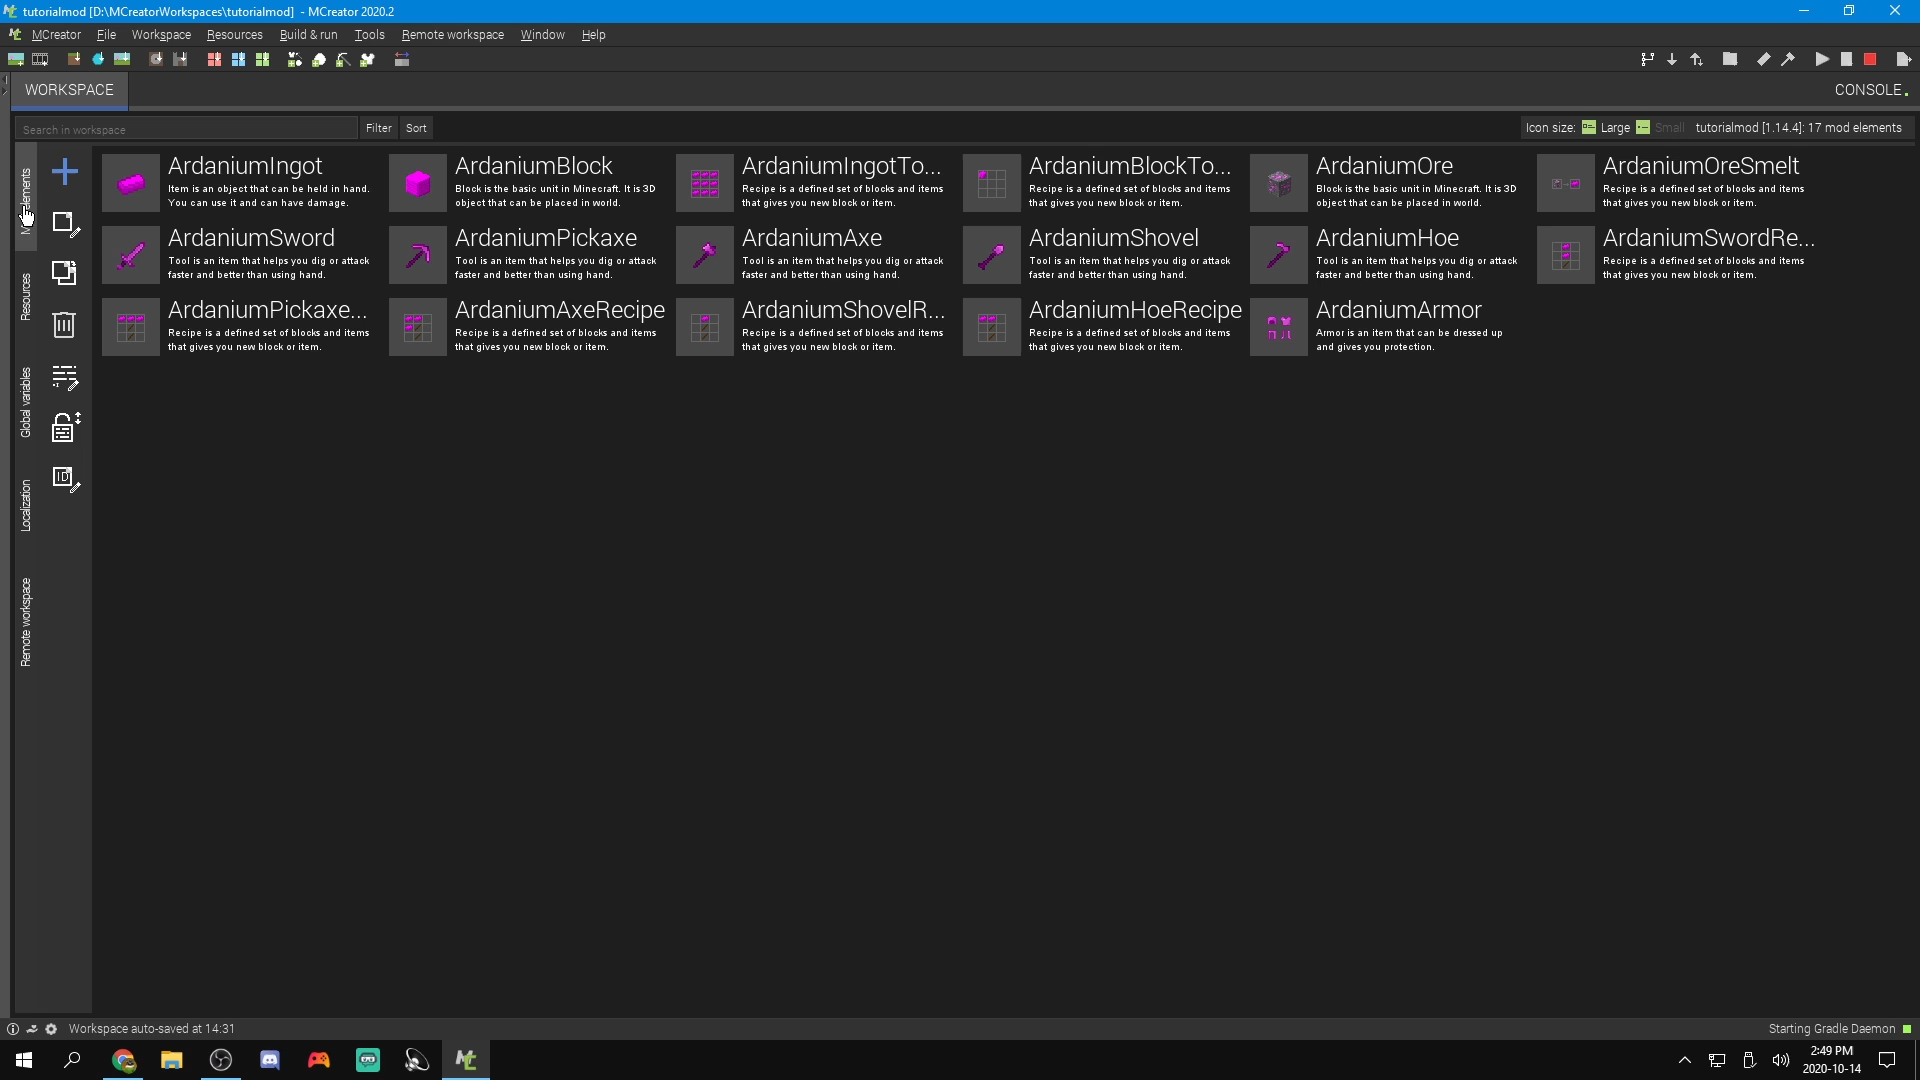 tutorialmod [D:\MCreatorWorkspaces\tutorialmod] - MCreator 2020.2
MCreator File Workspace Resources Build & run Tools Remote workspace Window Help
WORKSPACE
CONSOLE
Search in workspace
Filter
Sort
Icon size: Large Small tutorialmod [1.14.4]: 17 mod elements
Resources
Global variables
Localization
Remote workspace
ID
ArdaniumIngot
Item is an object that can be held in hand.
You can use it and can have damage.
ArdaniumBlock
Block is the basic unit in Minecraft. It is 3D
object that can be placed in world.
ArdaniumIngotTo...
Recipe is a defined set of blocks and items
that gives you new block or item.
ArdaniumBlockTo...
Recipe is a defined set of blocks and items
that gives you new block or item.
ArdaniumOre
Block is the basic unit in Minecraft. It is 3D
object that can be placed in world.
ArdaniumOreSmelt
Recipe is a defined set of blocks and items
that gives you new block or item.
ArdaniumSword
Tool is an item that helps you dig or attack
faster and better than using hand.
ArdaniumPickaxe
Tool is an item that helps you dig or attack
faster and better than using hand.
ArdaniumAxe
Tool is an item that helps you dig or attack
faster and better than using hand.
ArdaniumShovel
Tool is an item that helps you dig or attack
faster and better than using hand.
ArdaniumHoe
Tool is an item that helps you dig or attack
faster and better than using hand.
ArdaniumSwordRe...
Recipe is a defined set of blocks and items
that gives you new block or item.
ArdaniumPickaxe...
Recipe is a defined set of blocks and items
that gives you new block or item.
ArdaniumAxeRecipe
Recipe is a defined set of blocks and items
that gives you new block or item.
ArdaniumShovelR...
Recipe is a defined set of blocks and items
that gives you new block or item.
ArdaniumHoeRecipe
Recipe is a defined set of blocks and items
that gives you new block or item.
ArdaniumArmor
Armor is an item that can be dressed up
and gives you protection.
Workspace auto-saved at 14:31
Starting Gradle Daemon
2:49 PM
2020-10-14